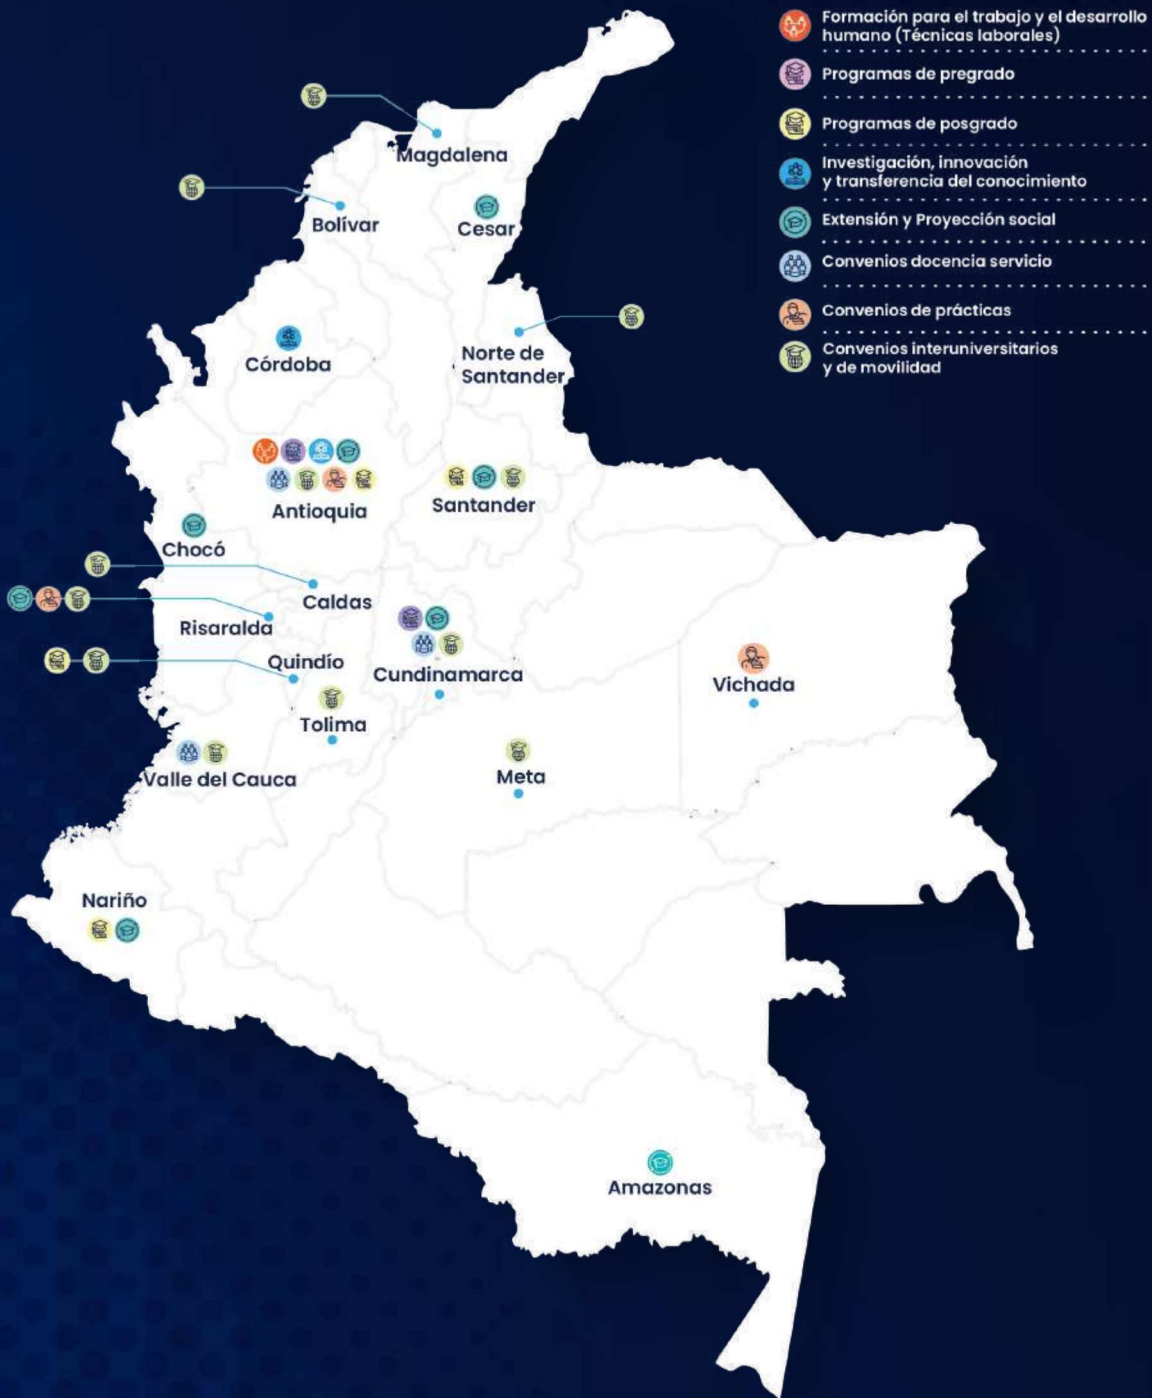 Formación para el trabajo y el desarrollo
humano (Técnicas laborales)
Programas de pregrado
Programas de posgrado
Investigación, innovación
y transferencia del conocimiento
Extensión y Proyección social
Convenios docencia servicio
Convenios de prácticas
Convenios interuniversitarios
y de movilidad
Magdalena
Bolívar
Cesar
Córdoba
Norte de
Santander
Antioquia
Santander
Chocó
Caldas
Risaralda
Quindío
Cundinamarca
Vichada
Tolima
Valle del Cauca
Meta
Nariño
Amazonas